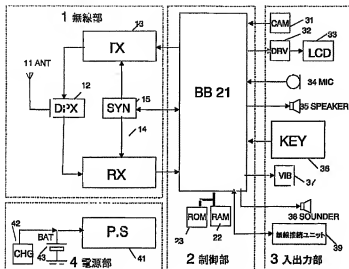 1 無線部
13
TX
11 ANT
12
DPX
SYN
15
14
RX
BB 21
ROM
RAM
23
22
2 制御部
CAM
31
32
DRV
33
LCD
34 MIC
35 SPEAKER
KEY
36
VIB
37
36 SOUNDER
無線接続ユニット
39
3 入出力部
42
CHG
BAT
43
P.S
41
4 電源部